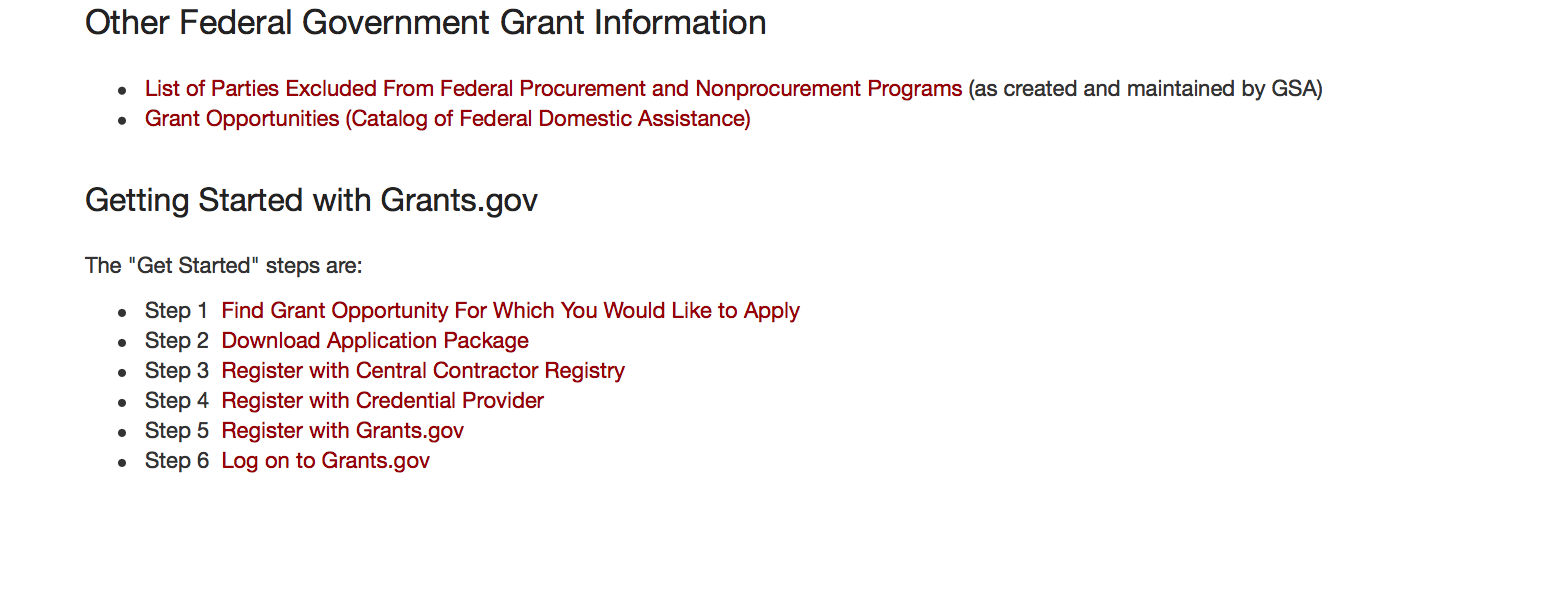 Other Federal Government Grant Information
• List of Parties Excluded From Federal Procurement and Nonprocurement Programs (as created and maintained by GSA)
• Grant Opportunities (Catalog of Federal Domestic Assistance)
Getting Started with Grants.gov
The "Get Started" steps are:
• Step 1 Find Grant Opportunity For Which You Would Like to Apply
• Step 2 Download Application Package
• Step 3 Register with Central Contractor Registry
• Step 4 Register with Credential Provider
• Step 5 Register with Grants.gov
• Step 6 Log on to Grants.gov